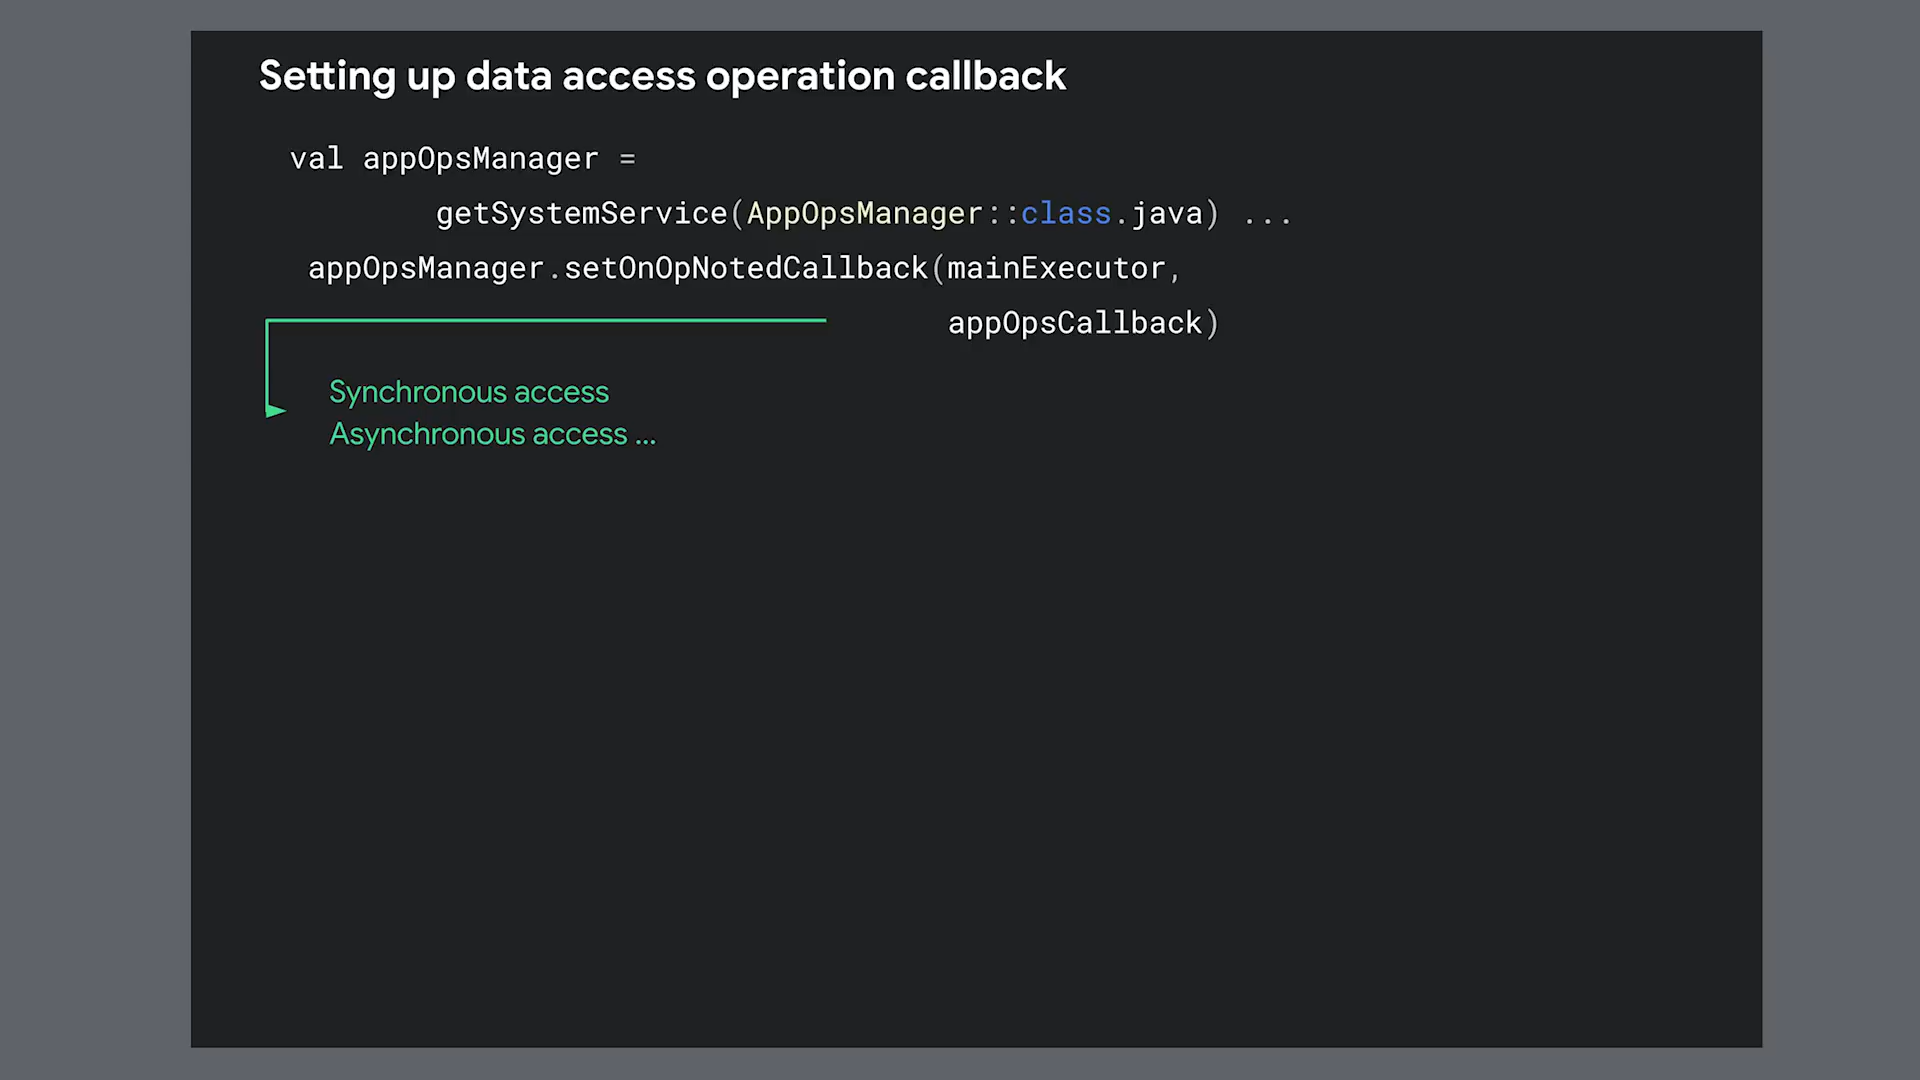 Setting up data access operation callback
val appOpsManager =
getSystemService(AppOpsManager::class.java) ...
appOpsManager.setOnOpNotedCallback(mainExecutor,
appOpsCallback)
Synchronous access
Asynchronous access ...